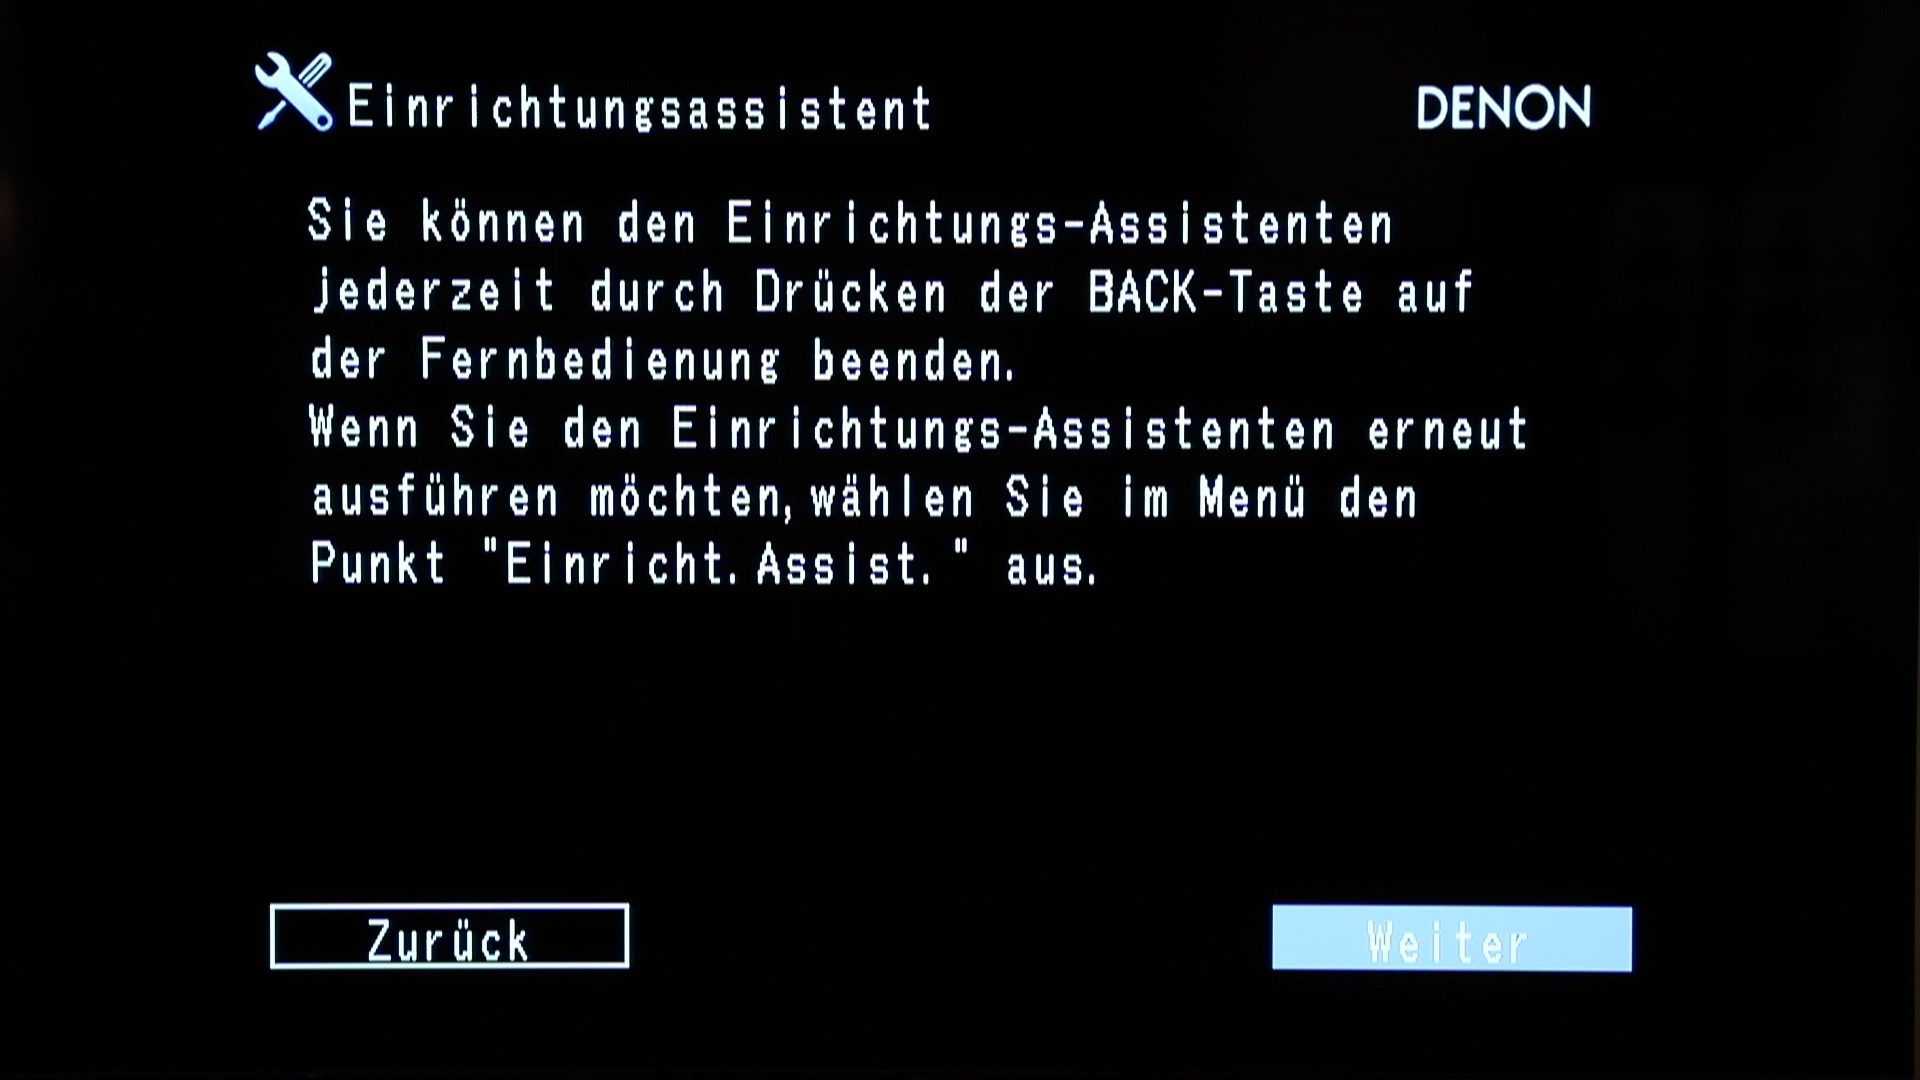 Einrichtungsassistent
DENON
Sie können den Einrichtungs-Assistenten
jederzeit durch Drücken der BACK-Taste auf
der Fernbedienung beenden.
Wenn Sie den Einrichtungs-Assistenten erneut
ausführen möchten,wählen Sie im Menü den
Punkt "Einricht.Assist." aus.
Zurück
Weiter